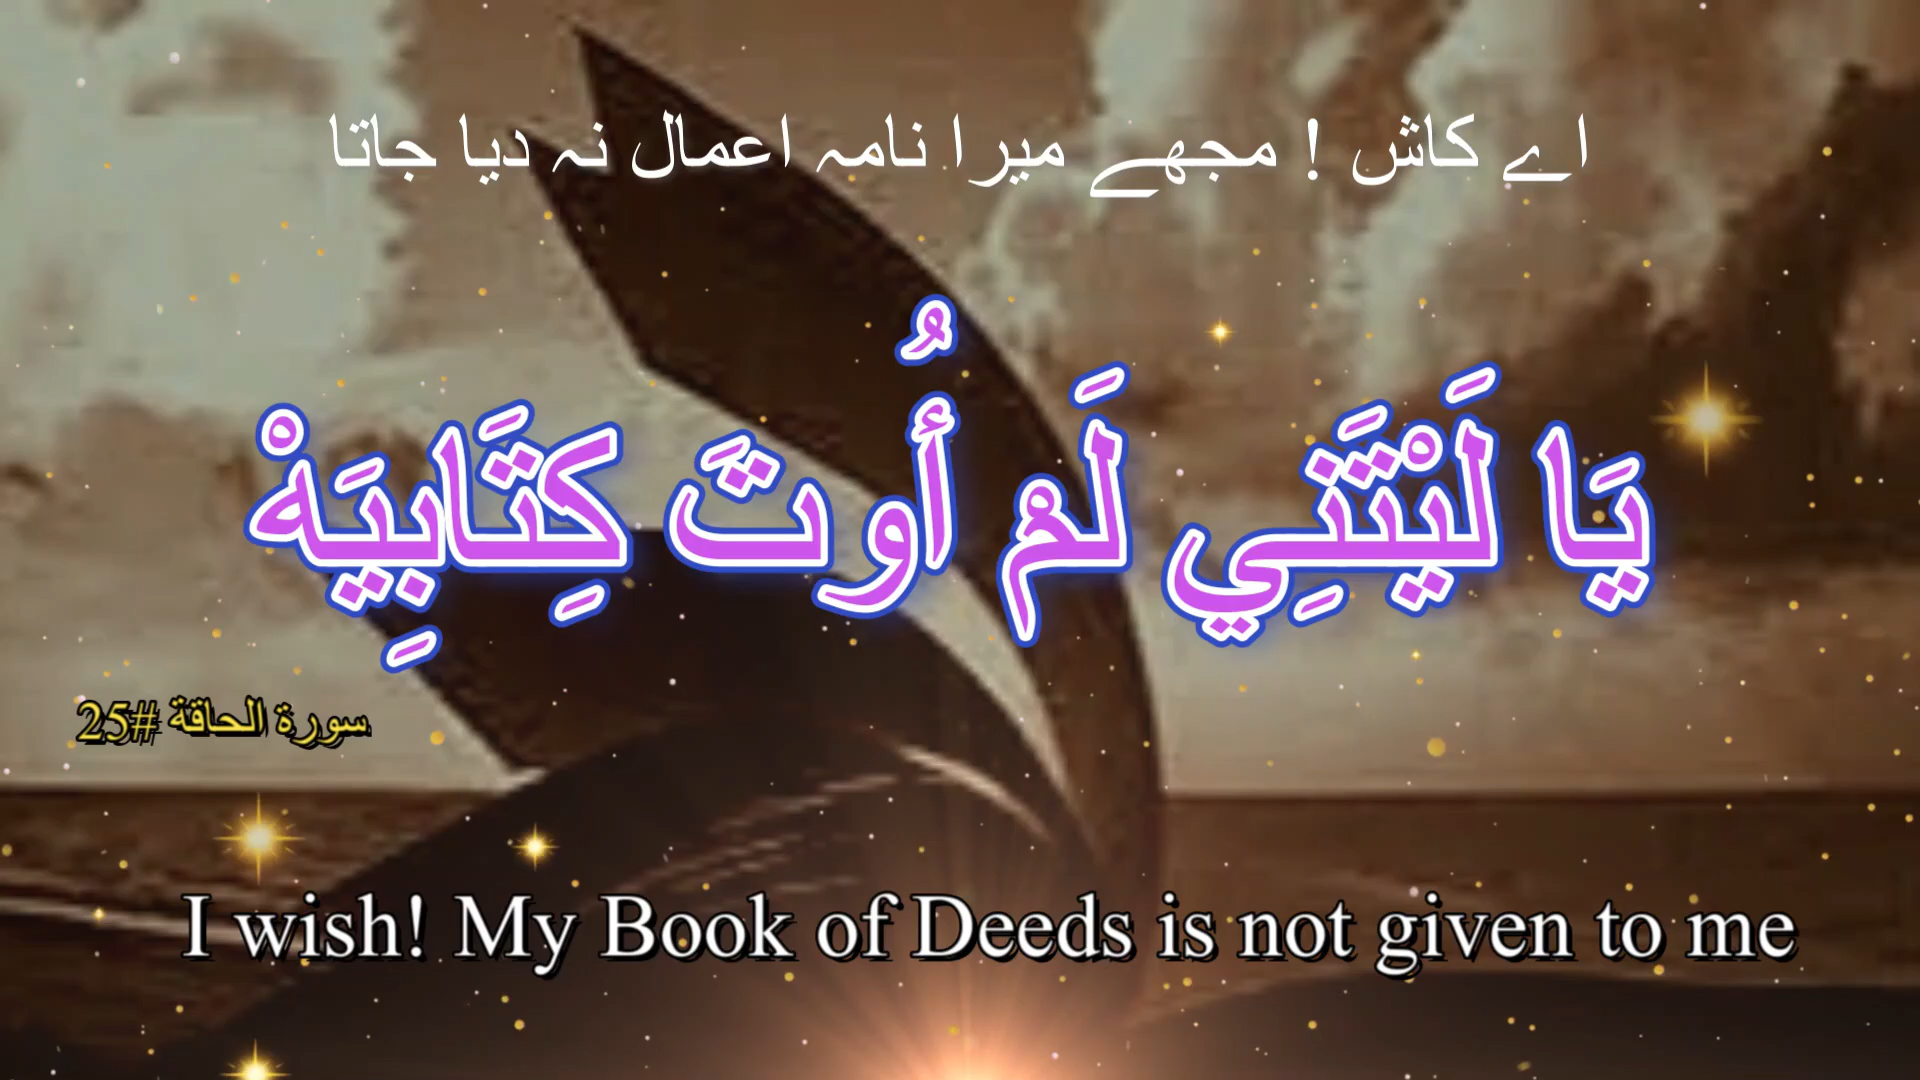 اے کاش ! مجھے میرا نامہ اعمال نہ دیا جاتا
يَا لَيْتَنِي لَمْ أُوتَ كِتَابِيَهْ
سورة الحاقة #25
I wish! My Book of Deeds is not given to me